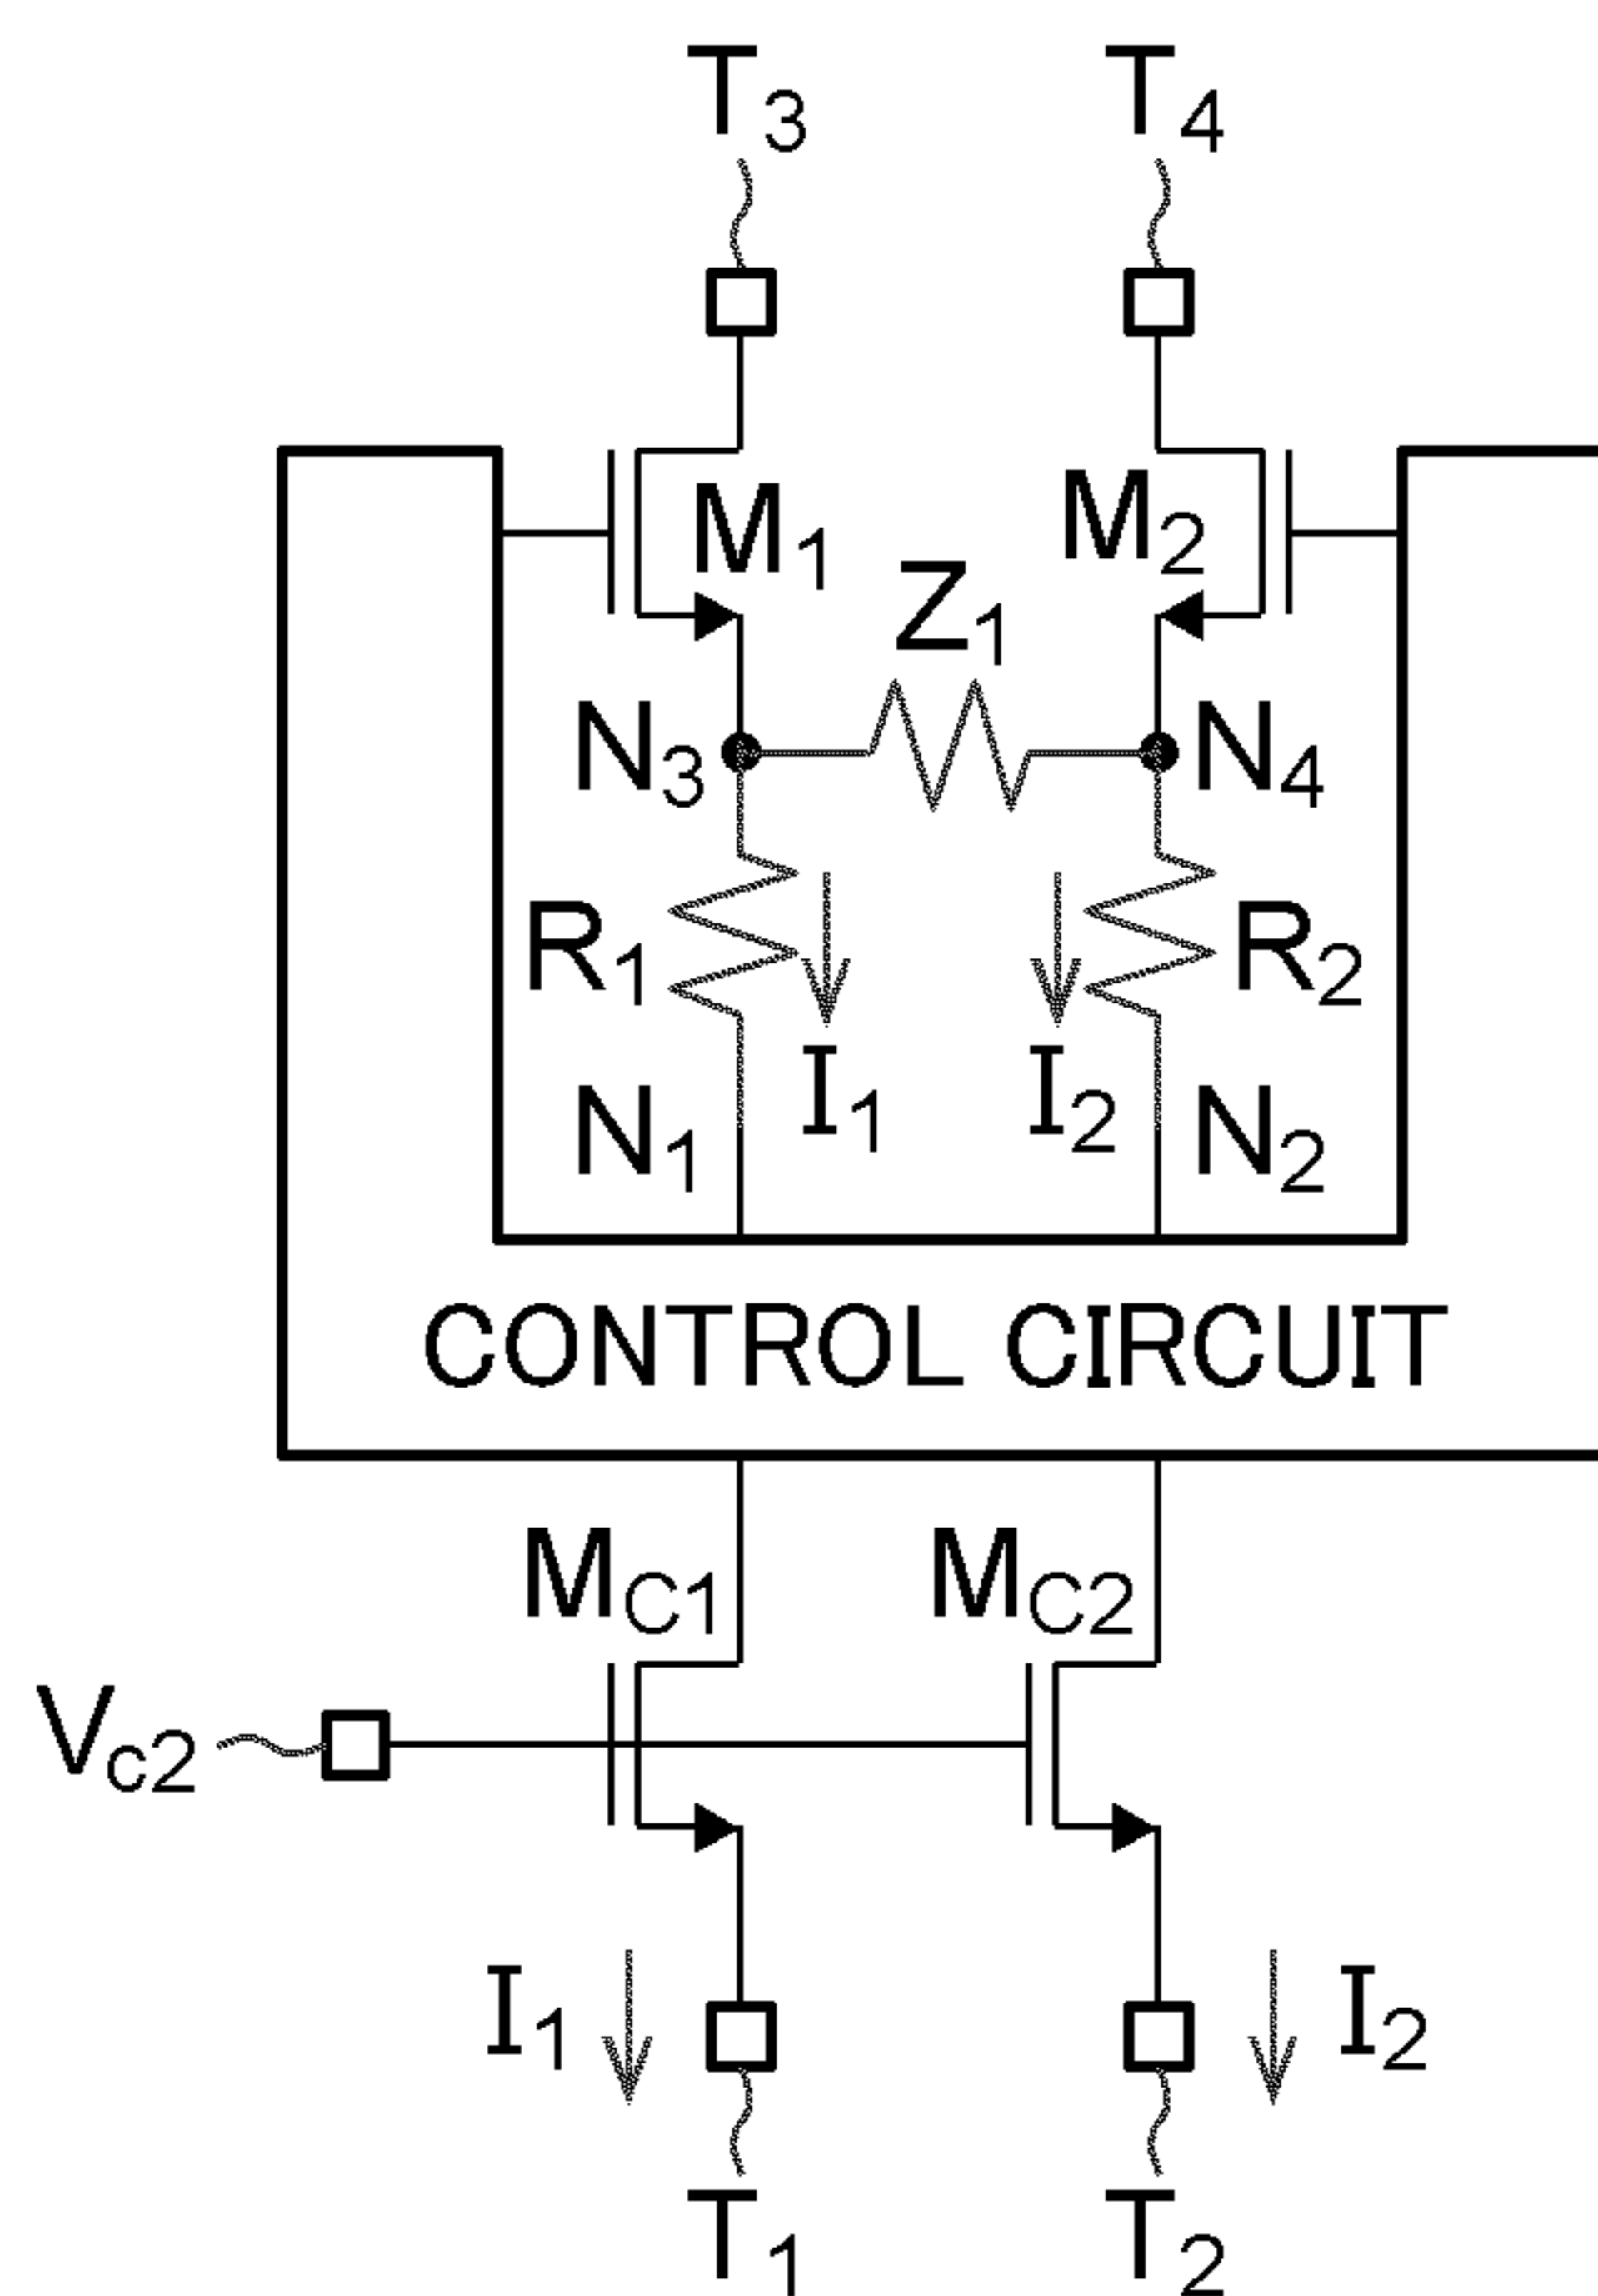 T3 T4
M1 M2
Z1
N3 N4
R1 R2
I1 I2
N1 N2
CONTROL CIRCUIT
MC1 MC2
Vc2
I1 I2
T1 T2